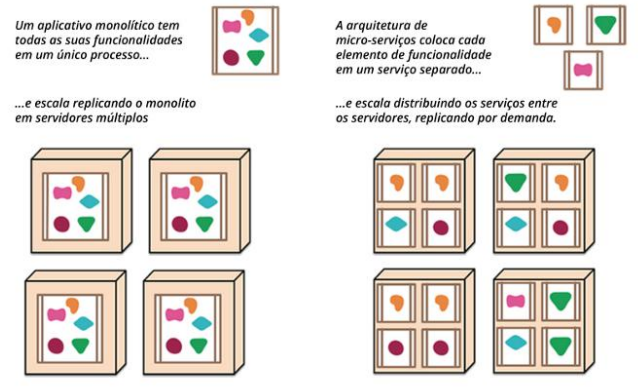 Um aplicativo monolítico tem
todas as suas funcionalidades
em um único processo...
...e escala replicando o monolito
em servidores múltiplos
A arquitetura de
micro-serviços coloca cada
elemento de funcionalidade
em um serviço separado...
...e escala distribuindo os serviços entre
os servidores, replicando por demanda.